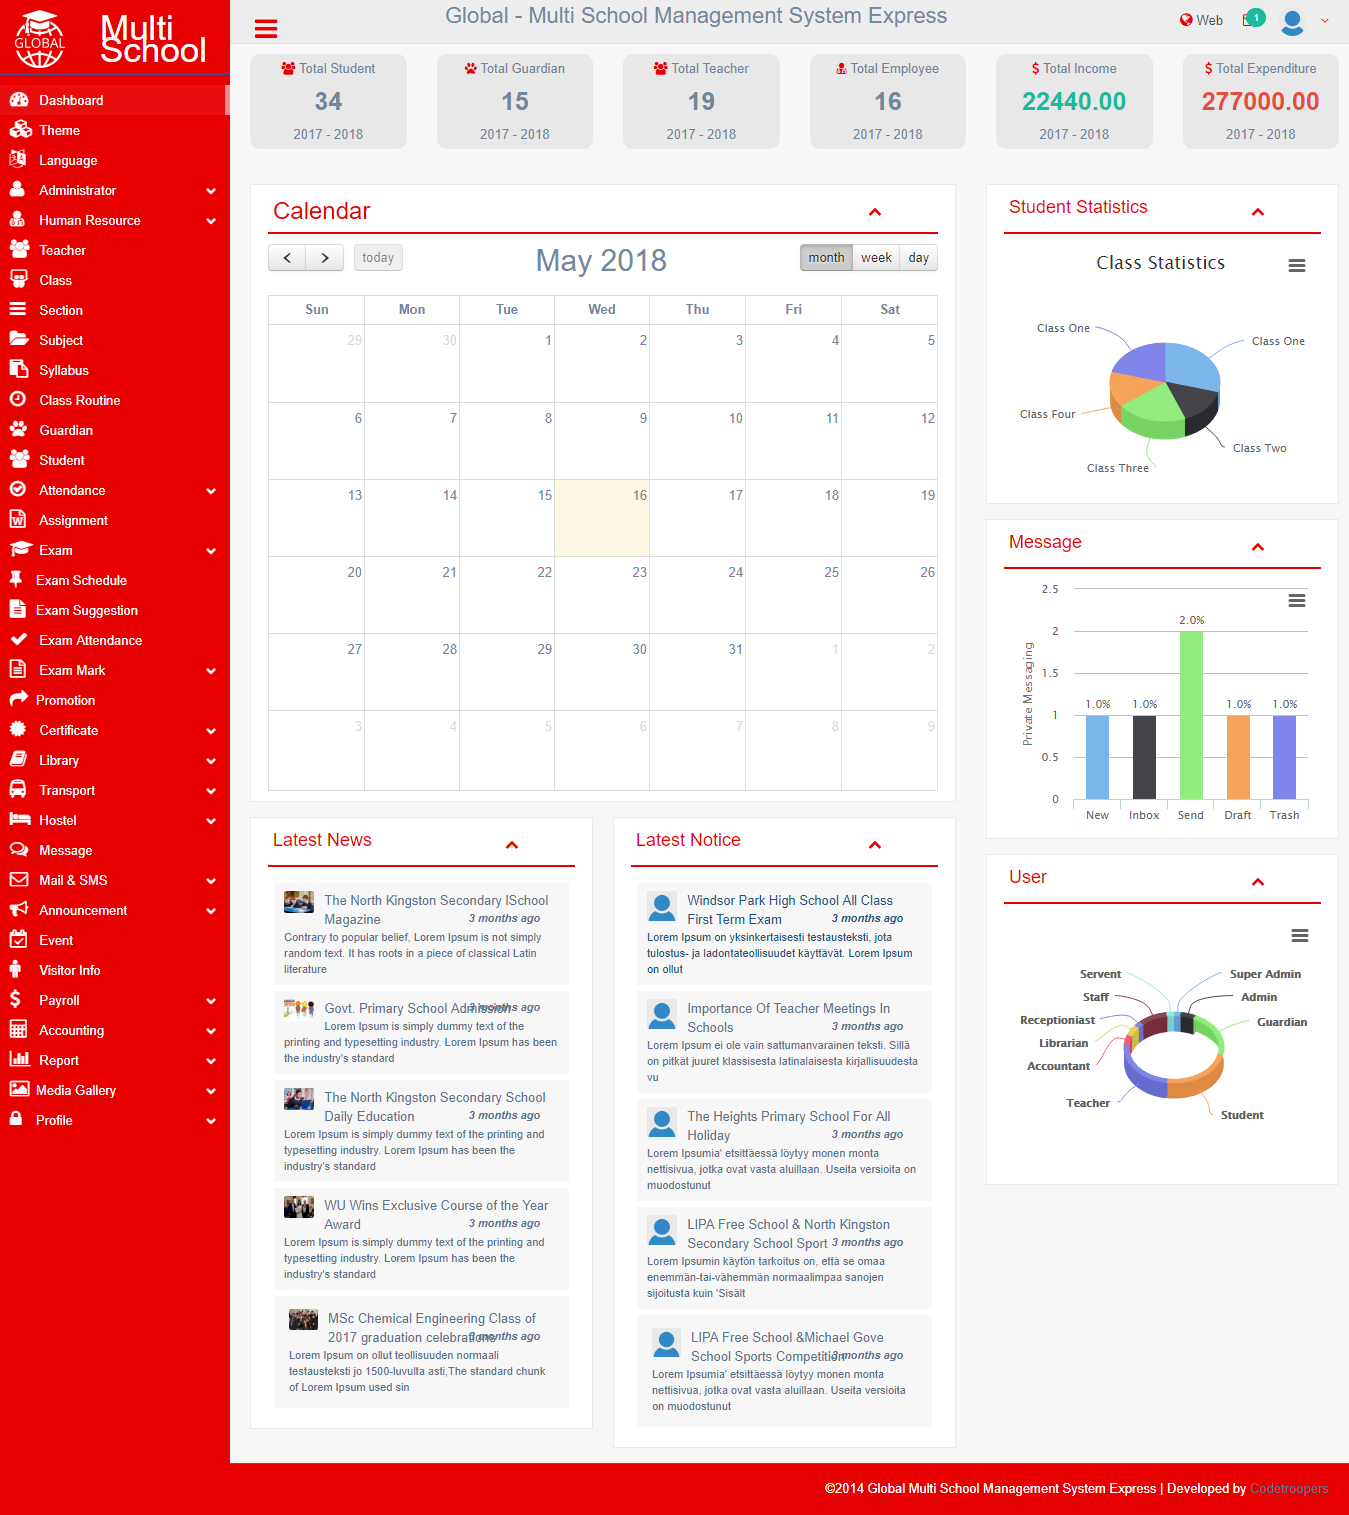 GLOBAL
Multi
School
Global - Multi School Management System Express
Web
1
Dashboard
Theme
Language
Administrator
Human Resource
Teacher
Class
Section
Subject
Syllabus
Class Routine
Guardian
Student
Attendance
Assignment
Exam
Exam Schedule
Exam Suggestion
Exam Attendance
Exam Mark
Promotion
Certificate
Library
Transport
Hostel
Message
Mail & SMS
Announcement
Event
Visitor Info
Payroll
Accounting
Report
Media Gallery
Profile
Total Student
34
2017 - 2018
Total Guardian
15
2017 - 2018
Total Teacher
19
2017 - 2018
Total Employee
16
2017 - 2018
$ Total Income
22440.00
2017 - 2018
$ Total Expenditure
277000.00
2017 - 2018
Calendar
today
May 2018
month week day
Sun Mon Tue Wed Thu Fri Sat
29 30 1 2 3 4 5
6 7 8 9 10 11 12
13 14 15 16 17 18 19
20 21 22 23 24 25 26
27 28 29 30 31 1 2
3 4 5 6 7 8 9
Latest News
The North Kingston Secondary ISchool
Magazine 3 months ago
Contrary to popular belief, Lorem Ipsum is not simply
random text. It has roots in a piece of classical Latin
literature
Govt. Primary School Admission 3 months ago
Lorem Ipsum is simply dummy text of the
printing and typesetting industry. Lorem Ipsum has been
the industry's standard
The North Kingston Secondary School
Daily Education 3 months ago
Lorem Ipsum is simply dummy text of the printing and
typesetting industry. Lorem Ipsum has been the
industry's standard
WU Wins Exclusive Course of the Year
Award 3 months ago
Lorem Ipsum is simply dummy text of the printing and
typesetting industry. Lorem Ipsum has been the
industry's standard
MSc Chemical Engineering Class of
2017 graduation celebrations 3 months ago
Lorem Ipsum on ollut teollisuuden normaali
testausteksti jo 1500-luvulta asti,The standard chunk
of Lorem Ipsum used sin
Latest Notice
Windsor Park High School All Class
First Term Exam 3 months ago
Lorem Ipsum on yksinkertaisesti testausteksti, jota
tulostus- ja ladontateollisuudet käyttävät. Lorem Ipsum
on ollut
Importance Of Teacher Meetings In
Schools 3 months ago
Lorem Ipsum ei ole vain sattumanvarainen teksti. Sillä
on pitkät juuret klassisesta latinalaisesta kirjallisuudesta
vu
The Heights Primary School For All
Holiday 3 months ago
Lorem Ipsumia' etsittäessä löytyy monen monta
nettisivua, jotka ovat vasta aluillaan. Useita versioita on
muodostunut
LIPA Free School & North Kingston
Secondary School Sport 3 months ago
Lorem Ipsumin käytön tarkoitus on, että se omaa
enemmän-tai-vähemmän normaalimpaa sanojen
sijoitusta kuin 'Sisält
LIPA Free School &Michael Gove
School Sports Competition 3 months ago
Lorem Ipsumia' etsittäessä löytyy monen monta
nettisivua, jotka ovat vasta aluillaan. Useita versioita
on muodostunut
Student Statistics
Class Statistics
Class One
Class One
Class Four
Class Two
Class Three
Message
Private Messaging
2.5
2
1.5
1
0.5
0
1.0% 1.0% 2.0% 1.0% 1.0%
New Inbox Send Draft Trash
User
Servent Super Admin
Staff Admin
Receptioniast Guardian
Librarian
Accountant
Teacher
Student
©2014 Global Multi School Management System Express | Developed by Codetroopers